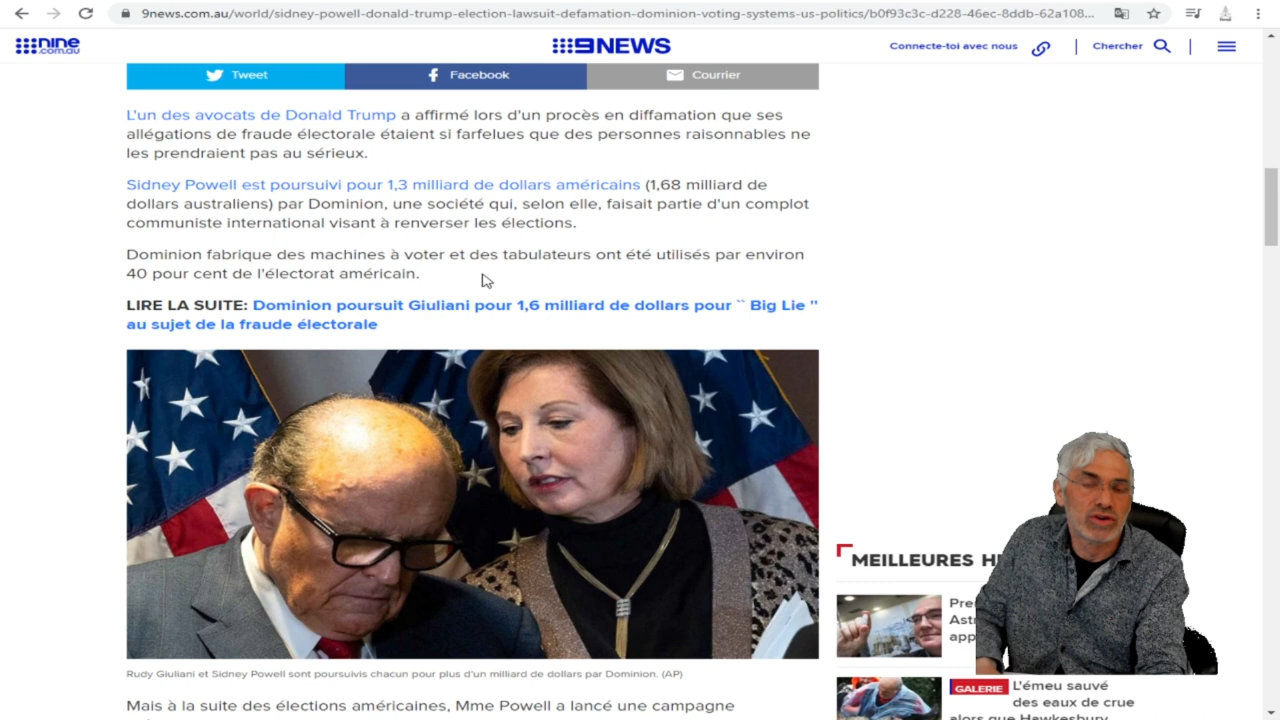 9news.com.au/world/sidney-powell-donald-trump-election-lawsuit-defamation-dominion-voting-systems-us-politics/b0f93c3c-d228-46ec-8ddb-62a108...
nine
.com.au
9NEWS
Connecte-toi avec nous
Chercher
Tweet
Facebook
Courrier
L'un des avocats de Donald Trump a affirmé lors d'un procès en diffamation que ses
allégations de fraude électorale étaient si farfelues que des personnes raisonnables ne
les prendraient pas au sérieux.
Sidney Powell est poursuivi pour 1,3 milliard de dollars américains (1,68 milliard de
dollars australiens) par Dominion, une société qui, selon elle, faisait partie d'un complot
communiste international visant à renverser les élections.
Dominion fabrique des machines à voter et des tabulateurs ont été utilisés par environ
40 pour cent de l'électorat américain.
LIRE LA SUITE: Dominion poursuit Giuliani pour 1,6 milliard de dollars pour `` Big Lie ''
au sujet de la fraude électorale
Rudy Giuliani et Sidney Powell sont poursuivis chacun pour plus d'un milliard de dollars par Dominion. (AP)
Mais à la suite des élections américaines, Mme Powell a lancé une campagne
MEILLEURES H
Pre
Ast
app
GALERIE L'émeu sauvé
des eaux de crue
alors que Hawkesbury